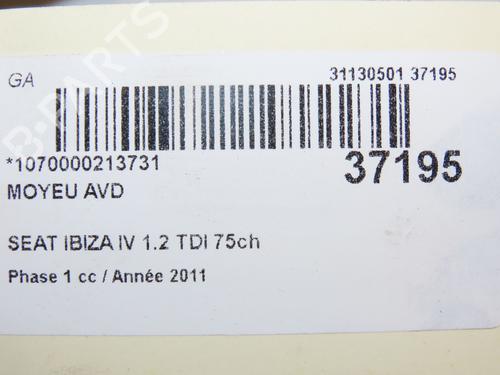 GA
31130501 37195
*1070000213731
37195
MOYEU AVD
SEAT IBIZA IV 1.2 TDI 75ch
Phase 1 cc / Année 2011
B-PARTS